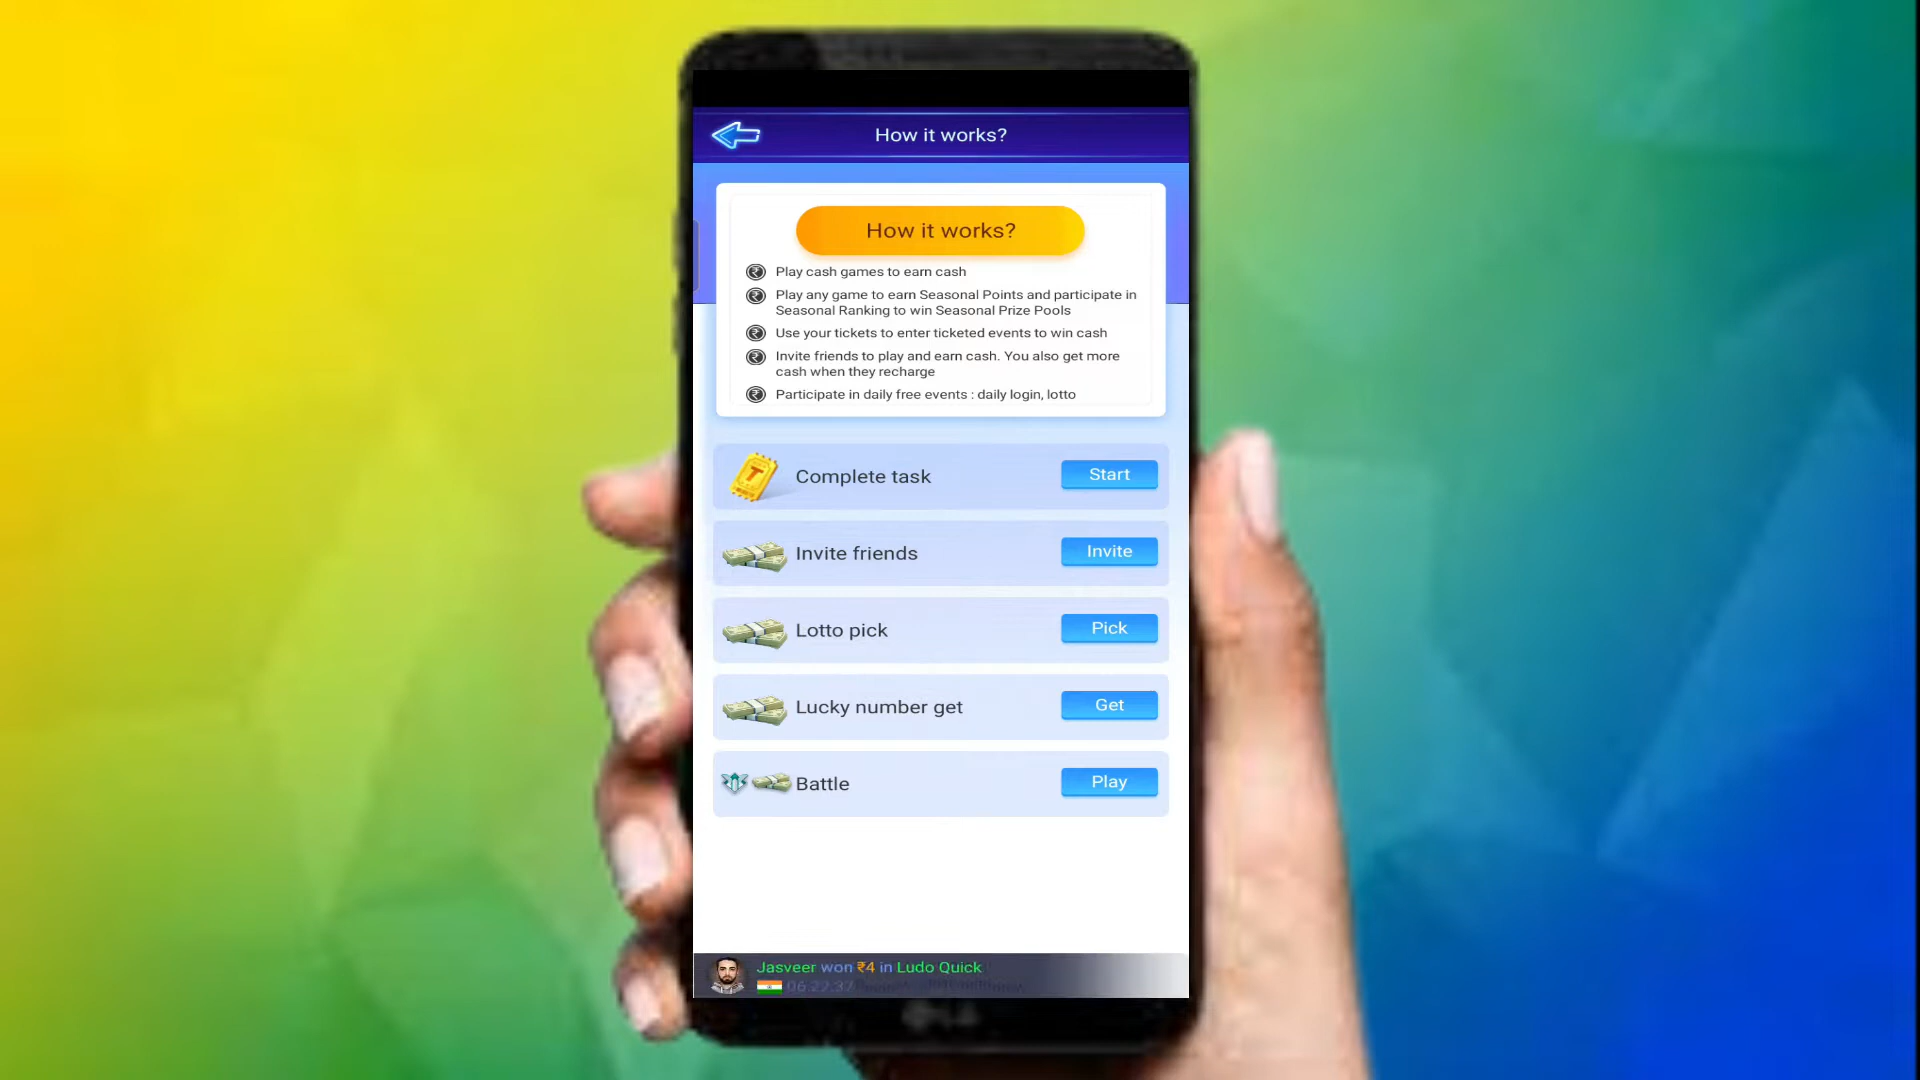 How it works?
How it works?
Play cash games to earn cash
Play any game to earn Seasonal Points and participate in
Seasonal Ranking to win Seasonal Prize Pools
Use your tickets to enter ticketed events to win cash
Invite friends to play and earn cash. You also get more
cash when they recharge
Participate in daily free events : daily login, lotto
Complete task
Start
Invite friends
Invite
Lotto pick
Pick
Lucky number get
Get
Battle
Play
Jasveer won ₹4 in Ludo Quick
06:22:37